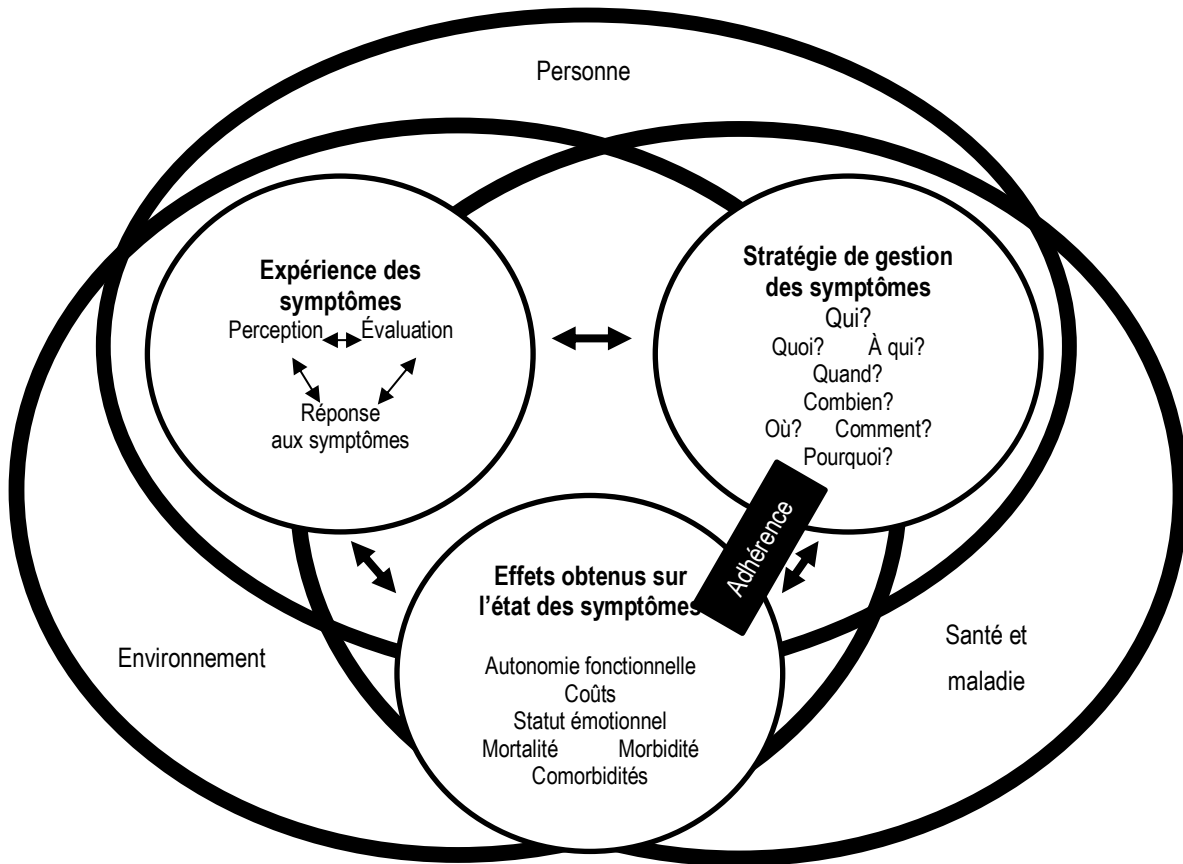 Personne
Expérience des
symptômes
Perception Évaluation
Réponse
aux symptômes
Stratégie de gestion
des symptômes
Qui?
Quoi? À qui?
Quand?
Combien?
Où? Comment?
Pourquoi?
Adhérence
Effets obtenus sur
l’état des symptômes
Autonomie fonctionnelle
Coûts
Statut émotionnel
Mortalité Morbidité
Comorbidités
Environnement
Santé et
maladie